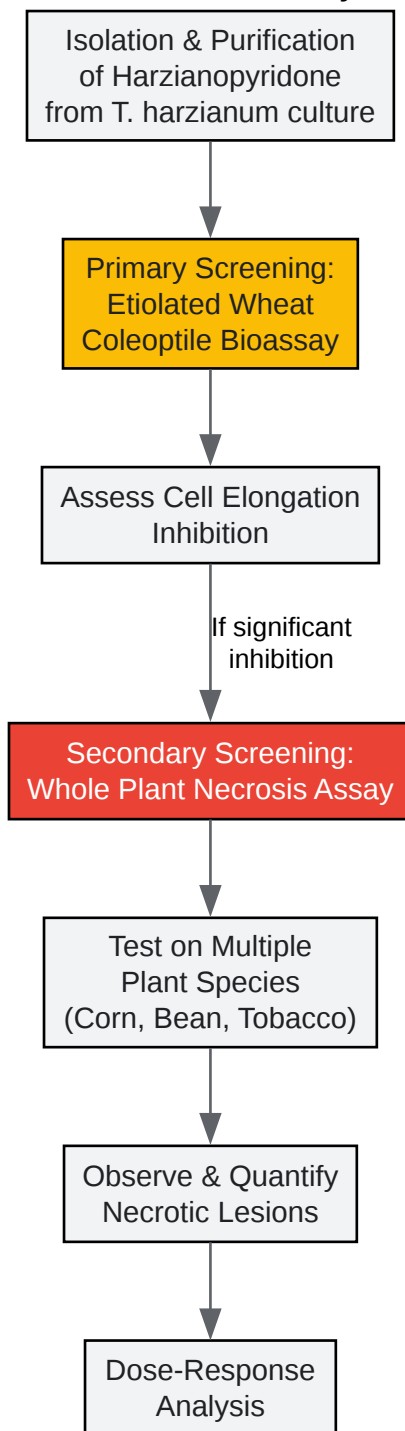 Isolation & Purification
of Harzianopyridone
from T. harzianum culture
Primary Screening:
Etiolated Wheat
Coleoptile Bioassay
Assess Cell Elongation
Inhibition
If significant
inhibition
Secondary Screening:
Whole Plant Necrosis Assay
Test on Multiple
Plant Species
(Corn, Bean, Tobacco)
Observe & Quantify
Necrotic Lesions
Dose-Response
Analysis